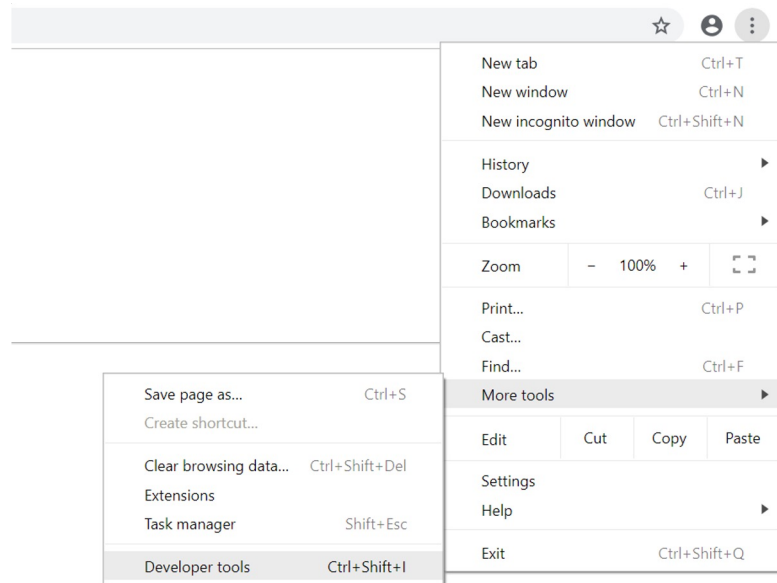 New tab Ctrl+T
New window Ctrl+N
New incognito window Ctrl+Shift+N
History
Downloads Ctrl+J
Bookmarks
Zoom - 100% +
Print... Ctrl+P
Cast...
Find... Ctrl+F
More tools
Edit Cut Copy Paste
Settings
Help
Exit Ctrl+Shift+Q
Save page as... Ctrl+S
Create shortcut...
Clear browsing data... Ctrl+Shift+Del
Extensions
Task manager Shift+Esc
Developer tools Ctrl+Shift+I